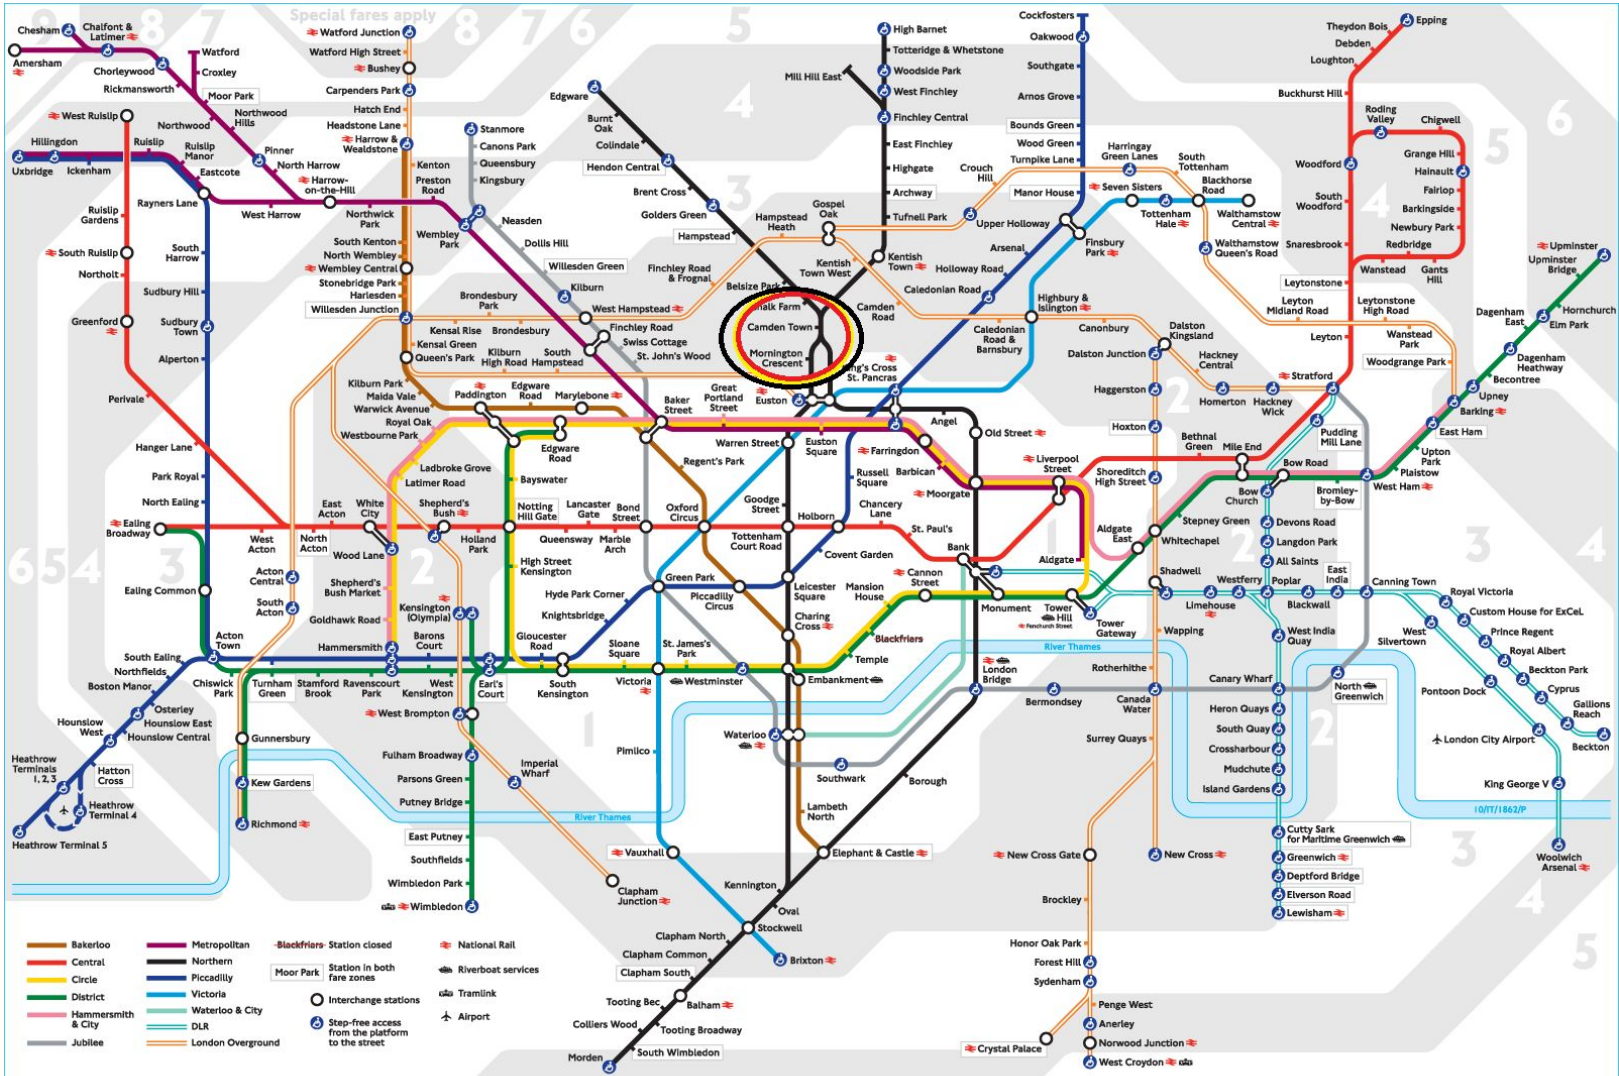 Special fares apply
9
8
7
8
7
6
5
4
3
6
5
4
Chesham
Chalfont &
Latimer
Amersham
Chorleywood
Rickmansworth
Watford
Croxley
Moor Park
Northwood
Northwood
Hills
Pinner
North Harrow
Harrow-
on-the-Hill
West Ruislip
Hillingdon
Ruislip
Ruislip
Manor
Eastcote
Uxbridge
Ickenham
Rayners Lane
West Harrow
Northwick
Park
Preston
Road
Wembley
Park
Watford Junction
Watford High Street
Bushey
Carpenders Park
Hatch End
Headstone Lane
Harrow &
Wealdstone
Kenton
South Kenton
North Wembley
Wembley Central
Stonebridge Park
Harlesden
Willesden Junction
Kensal Rise
Kensal Green
Queen's Park
Kilburn Park
Maida Vale
Warwick Avenue
Royal Oak
Westbourne Park
Ladbroke Grove
Latimer Road
Stanmore
Canons Park
Queensbury
Kingsbury
Neasden
Dollis Hill
Willesden Green
Kilburn
West Hampstead
Finchley Road
Swiss Cottage
St. John's Wood
Brondesbury
Park
Brondesbury
Kilburn
High Road
South
Hampstead
Finchley Road
& Frognal
Edgware
Burnt
Oak
Colindale
Hendon Central
Brent Cross
Golders Green
Hampstead
Belsize Park
Chalk Farm
Camden Town
Mornington
Crescent
Hampstead
Heath
Gospel
Oak
Kentish
Town West
Camden
Road
Mill Hill East
High Barnet
Totteridge & Whetstone
Woodside Park
West Finchley
Finchley Central
East Finchley
Highgate
Archway
Tufnell Park
Kentish
Town
Cockfosters
Oakwood
Southgate
Arnos Grove
Bounds Green
Wood Green
Turnpike Lane
Manor House
Crouch
Hill
Upper Holloway
Harringay
Green Lanes
South
Tottenham
Seven Sisters
Tottenham
Hale
Blackhorse
Road
Walthamstow
Central
Walthamstow
Queen's Road
Finsbury
Park
Arsenal
Holloway Road
Caledonian Road
Highbury &
Islington
Caledonian
Road &
Barnsbury
Canonbury
Dalston
Kingsland
Dalston Junction
Haggerston
Hoxton
Shoreditch
High Street
Hackney
Central
Homerton
Hackney
Wick
Leyton
Midland Road
Leytonstone
High Road
Wanstead
Park
Woodgrange Park
Epping
Theydon Bois
Debden
Loughton
Buckhurst Hill
Roding
Valley
Chigwell
Grange Hill
Hainault
Fairlop
Barkingside
Newbury Park
Redbridge
Gants
Hill
Wanstead
Woodford
South
Woodford
Snaresbrook
Leytonstone
Leyton
Stratford
Pudding
Mill Lane
Upminster
Upminster
Bridge
Hornchurch
Elm Park
Dagenham
East
Dagenham
Heathway
Becontree
Upney
Barking
East Ham
Upton
Park
Plaistow
West Ham
Bromley-
by-Bow
Bow Road
Bow
Church
Mile End
Bethnal
Green
Stepney Green
Whitechapel
Aldgate
East
Aldgate
Liverpool
Street
Moorgate
Barbican
Farringdon
Old Street
Angel
King's Cross
St. Pancras
Euston
Euston
Square
Warren Street
Great
Portland
Street
Baker
Street
Marylebone
Edgware
Road
Paddington
Edgware
Road
Bayswater
Notting
Hill Gate
High Street
Kensington
Regent's Park
Goodge
Street
Russell
Square
Chancery
Lane
St. Paul's
Bank
Holborn
Tottenham
Court Road
Oxford
Circus
Bond
Street
Marble
Arch
Lancaster
Gate
Queensway
Holland
Park
Shepherd's
Bush
White
City
Wood Lane
East
Acton
North
Acton
West
Acton
Ealing
Broadway
Ruislip
Gardens
South Ruislip
Northolt
Greenford
Perivale
Hanger Lane
South
Harrow
Sudbury Hill
Sudbury
Town
Alperton
Park Royal
North Ealing
Ealing Common
Acton
Central
South
Acton
Acton
Town
South Ealing
Northfields
Boston Manor
Osterley
Hounslow East
Hounslow Central
Hounslow
West
Hatton
Cross
Heathrow
Terminals
1, 2, 3
Heathrow
Terminal 4
Heathrow Terminal 5
Chiswick
Park
Turnham
Green
Stamford
Brook
Ravenscourt
Park
Gunnersbury
Kew Gardens
Richmond
Shepherd's
Bush Market
Goldhawk Road
Hammersmith
Kensington
(Olympia)
Barons
Court
West
Kensington
Earl's
Court
Gloucester
Road
South
Kensington
West Brompton
Fulham Broadway
Parsons Green
Putney Bridge
East Putney
Southfields
Wimbledon Park
Wimbledon
Imperial
Wharf
Clapham
Junction
Hyde Park Corner
Knightsbridge
Green Park
Piccadilly
Circus
Leicester
Square
Covent Garden
Charing
Cross
Sloane
Square
Victoria
St. James's
Park
Westminster
Embankment
Temple
Blackfriars
Mansion
House
Cannon
Street
Monument
Tower
Hill
Fenchurch Street
Tower
Gateway
Shadwell
Limehouse
Westferry
Poplar
Blackwall
East
India
Canning Town
Royal Victoria
Custom House for ExCeL
Prince Regent
Royal Albert
Beckton Park
Cyprus
Gallions
Reach
Beckton
Devons Road
Langdon Park
All Saints
West India
Quay
Canary Wharf
Heron Quays
South Quay
Crossharbour
Mudchute
Island Gardens
Cutty Sark
for Maritime Greenwich
Greenwich
Deptford Bridge
Elverson Road
Lewisham
West
Silvertown
Pontoon Dock
London City Airport
King George V
Woolwich
Arsenal
North
Greenwich
Wapping
Rotherhithe
Canada
Water
Surrey Quays
New Cross Gate
New Cross
Brockley
Honor Oak Park
Forest Hill
Sydenham
Penge West
Anerley
Norwood Junction
West Croydon
Crystal Palace
London
Bridge
Bermondsey
Southwark
Waterloo
Borough
Lambeth
North
Elephant & Castle
Kennington
Oval
Stockwell
Pimlico
Vauxhall
Brixton
Clapham North
Clapham Common
Clapham South
Balham
Tooting Bec
Tooting Broadway
Colliers Wood
South Wimbledon
Morden
River Thames
River Thames
10/IT/1862/P
6
5
4
3
2
1
1
2
2
2
3
4
3
4
5
Bakerloo
Central
Circle
District
Hammersmith
& City
Jubilee
Metropolitan
Northern
Piccadilly
Victoria
Waterloo & City
DLR
London Overground
Blackfriars Station closed
Moor Park Station in both
fare zones
Interchange stations
Step-free access
from the platform
to the street
National Rail
Riverboat services
Tramlink
Airport